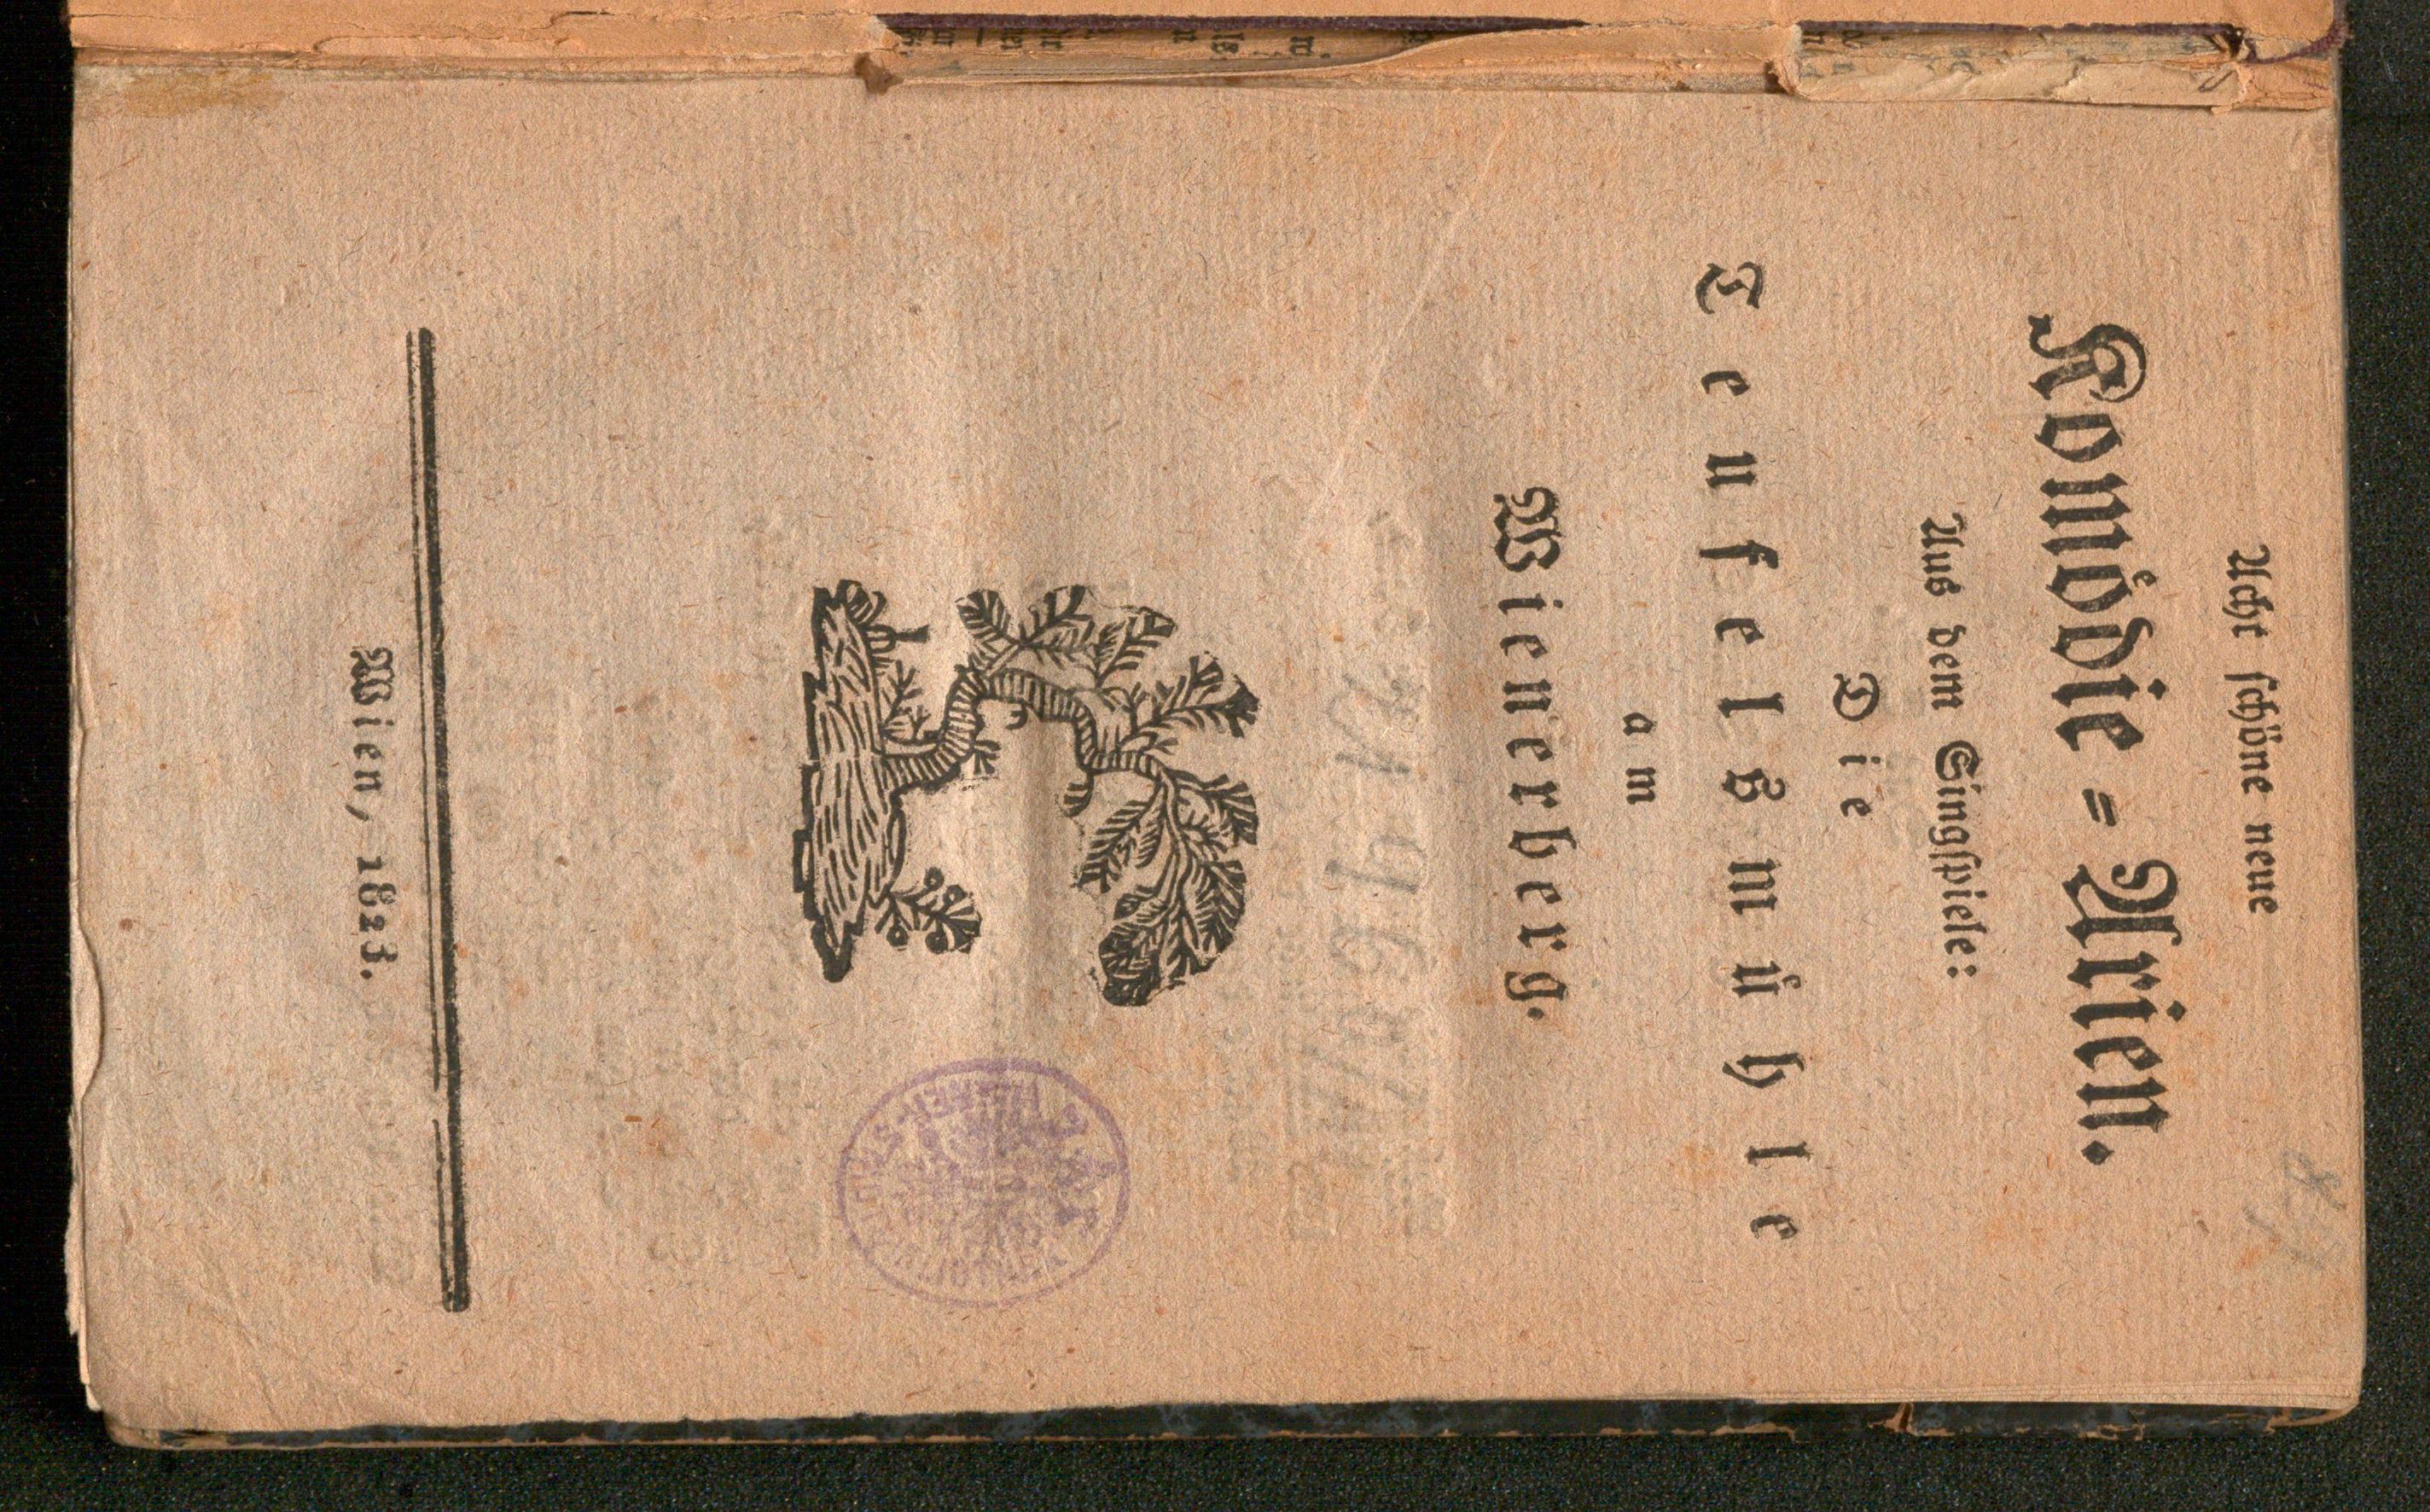 Acht schöne neue
Komödie = Arien.
Aus dem Singspiele:
Die
Teufelsmühle
am
Wienerberg.
Wien, 1823.